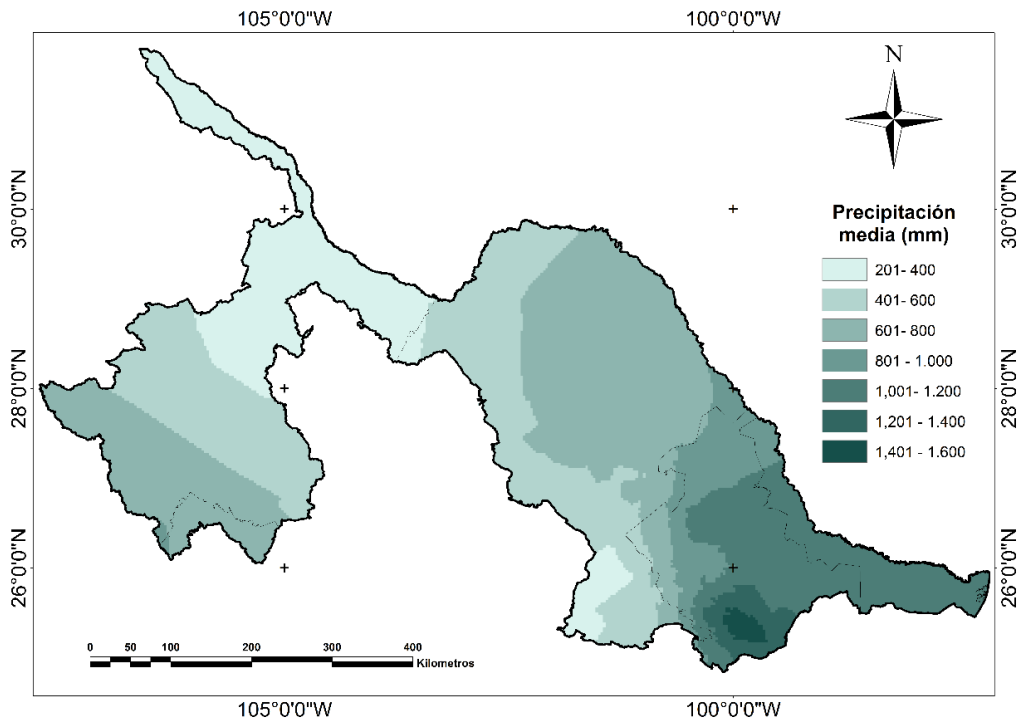 105°0'0"W 100°0'0"W
N
30°0'0"N 30°0'0"N
Precipitación
media (mm)
201- 400
401- 600
601- 800
801 - 1.000
1,001- 1.200
1,201 - 1.400
1,401 - 1.600
28°0'0"N 28°0'0"N
26°0'0"N 26°0'0"N
0 50 100 200 300 400
Kilometros
105°0'0"W 100°0'0"W